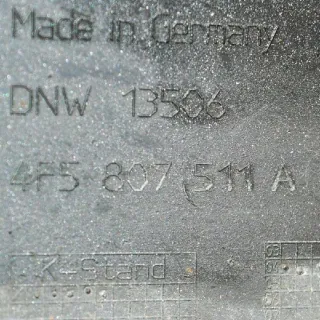 Made in Germany
DNW 13506
4F5 807 511 A
K-Stand